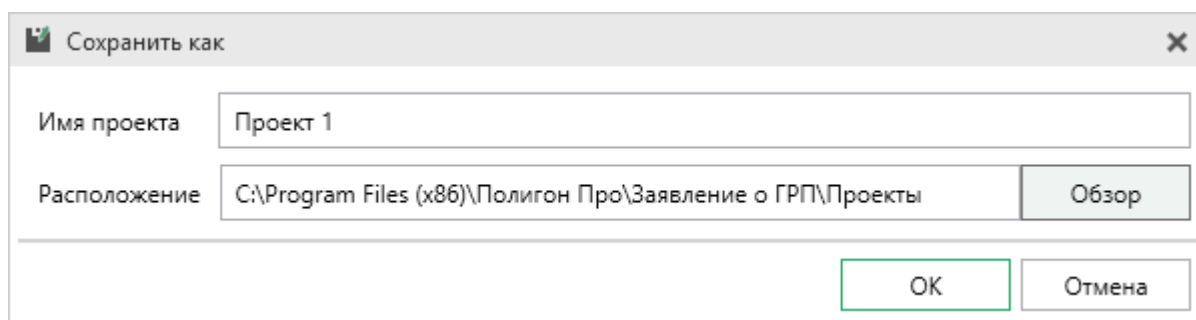 Сохранить как
Имя проекта Проект 1
Расположение C:\Program Files (x86)\Полигон Про\Заявление о ГРП\Проекты Обзор
OK Отмена